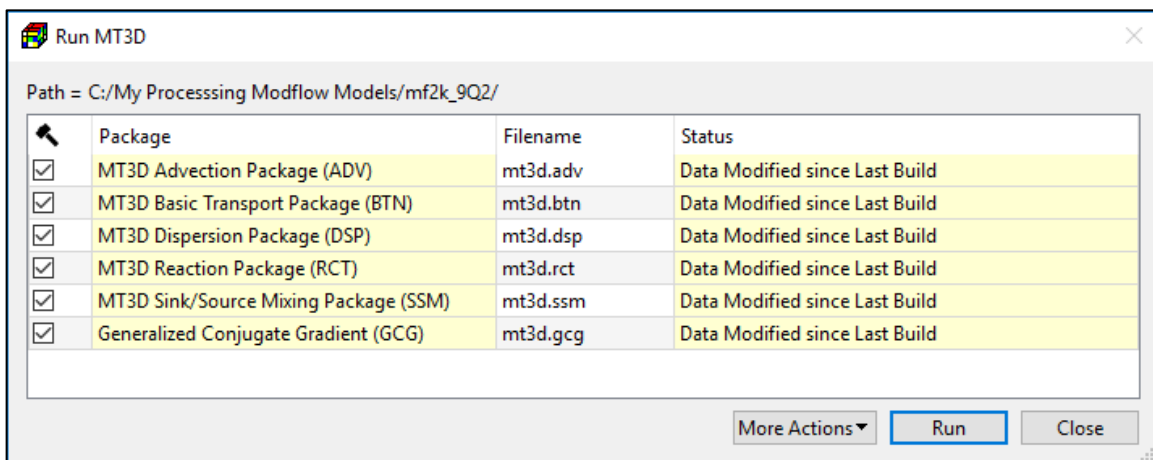 Run MT3D
Path = C:/My Processsing Modflow Models/mf2k_9Q2/
Package Filename Status
MT3D Advection Package (ADV) mt3d.adv Data Modified since Last Build
MT3D Basic Transport Package (BTN) mt3d.btn Data Modified since Last Build
MT3D Dispersion Package (DSP) mt3d.dsp Data Modified since Last Build
MT3D Reaction Package (RCT) mt3d.rct Data Modified since Last Build
MT3D Sink/Source Mixing Package (SSM) mt3d.ssm Data Modified since Last Build
Generalized Conjugate Gradient (GCG) mt3d.gcg Data Modified since Last Build
More Actions Run Close